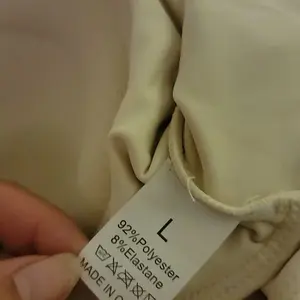 L
92%Polyester
8%Elastane
MADE IN